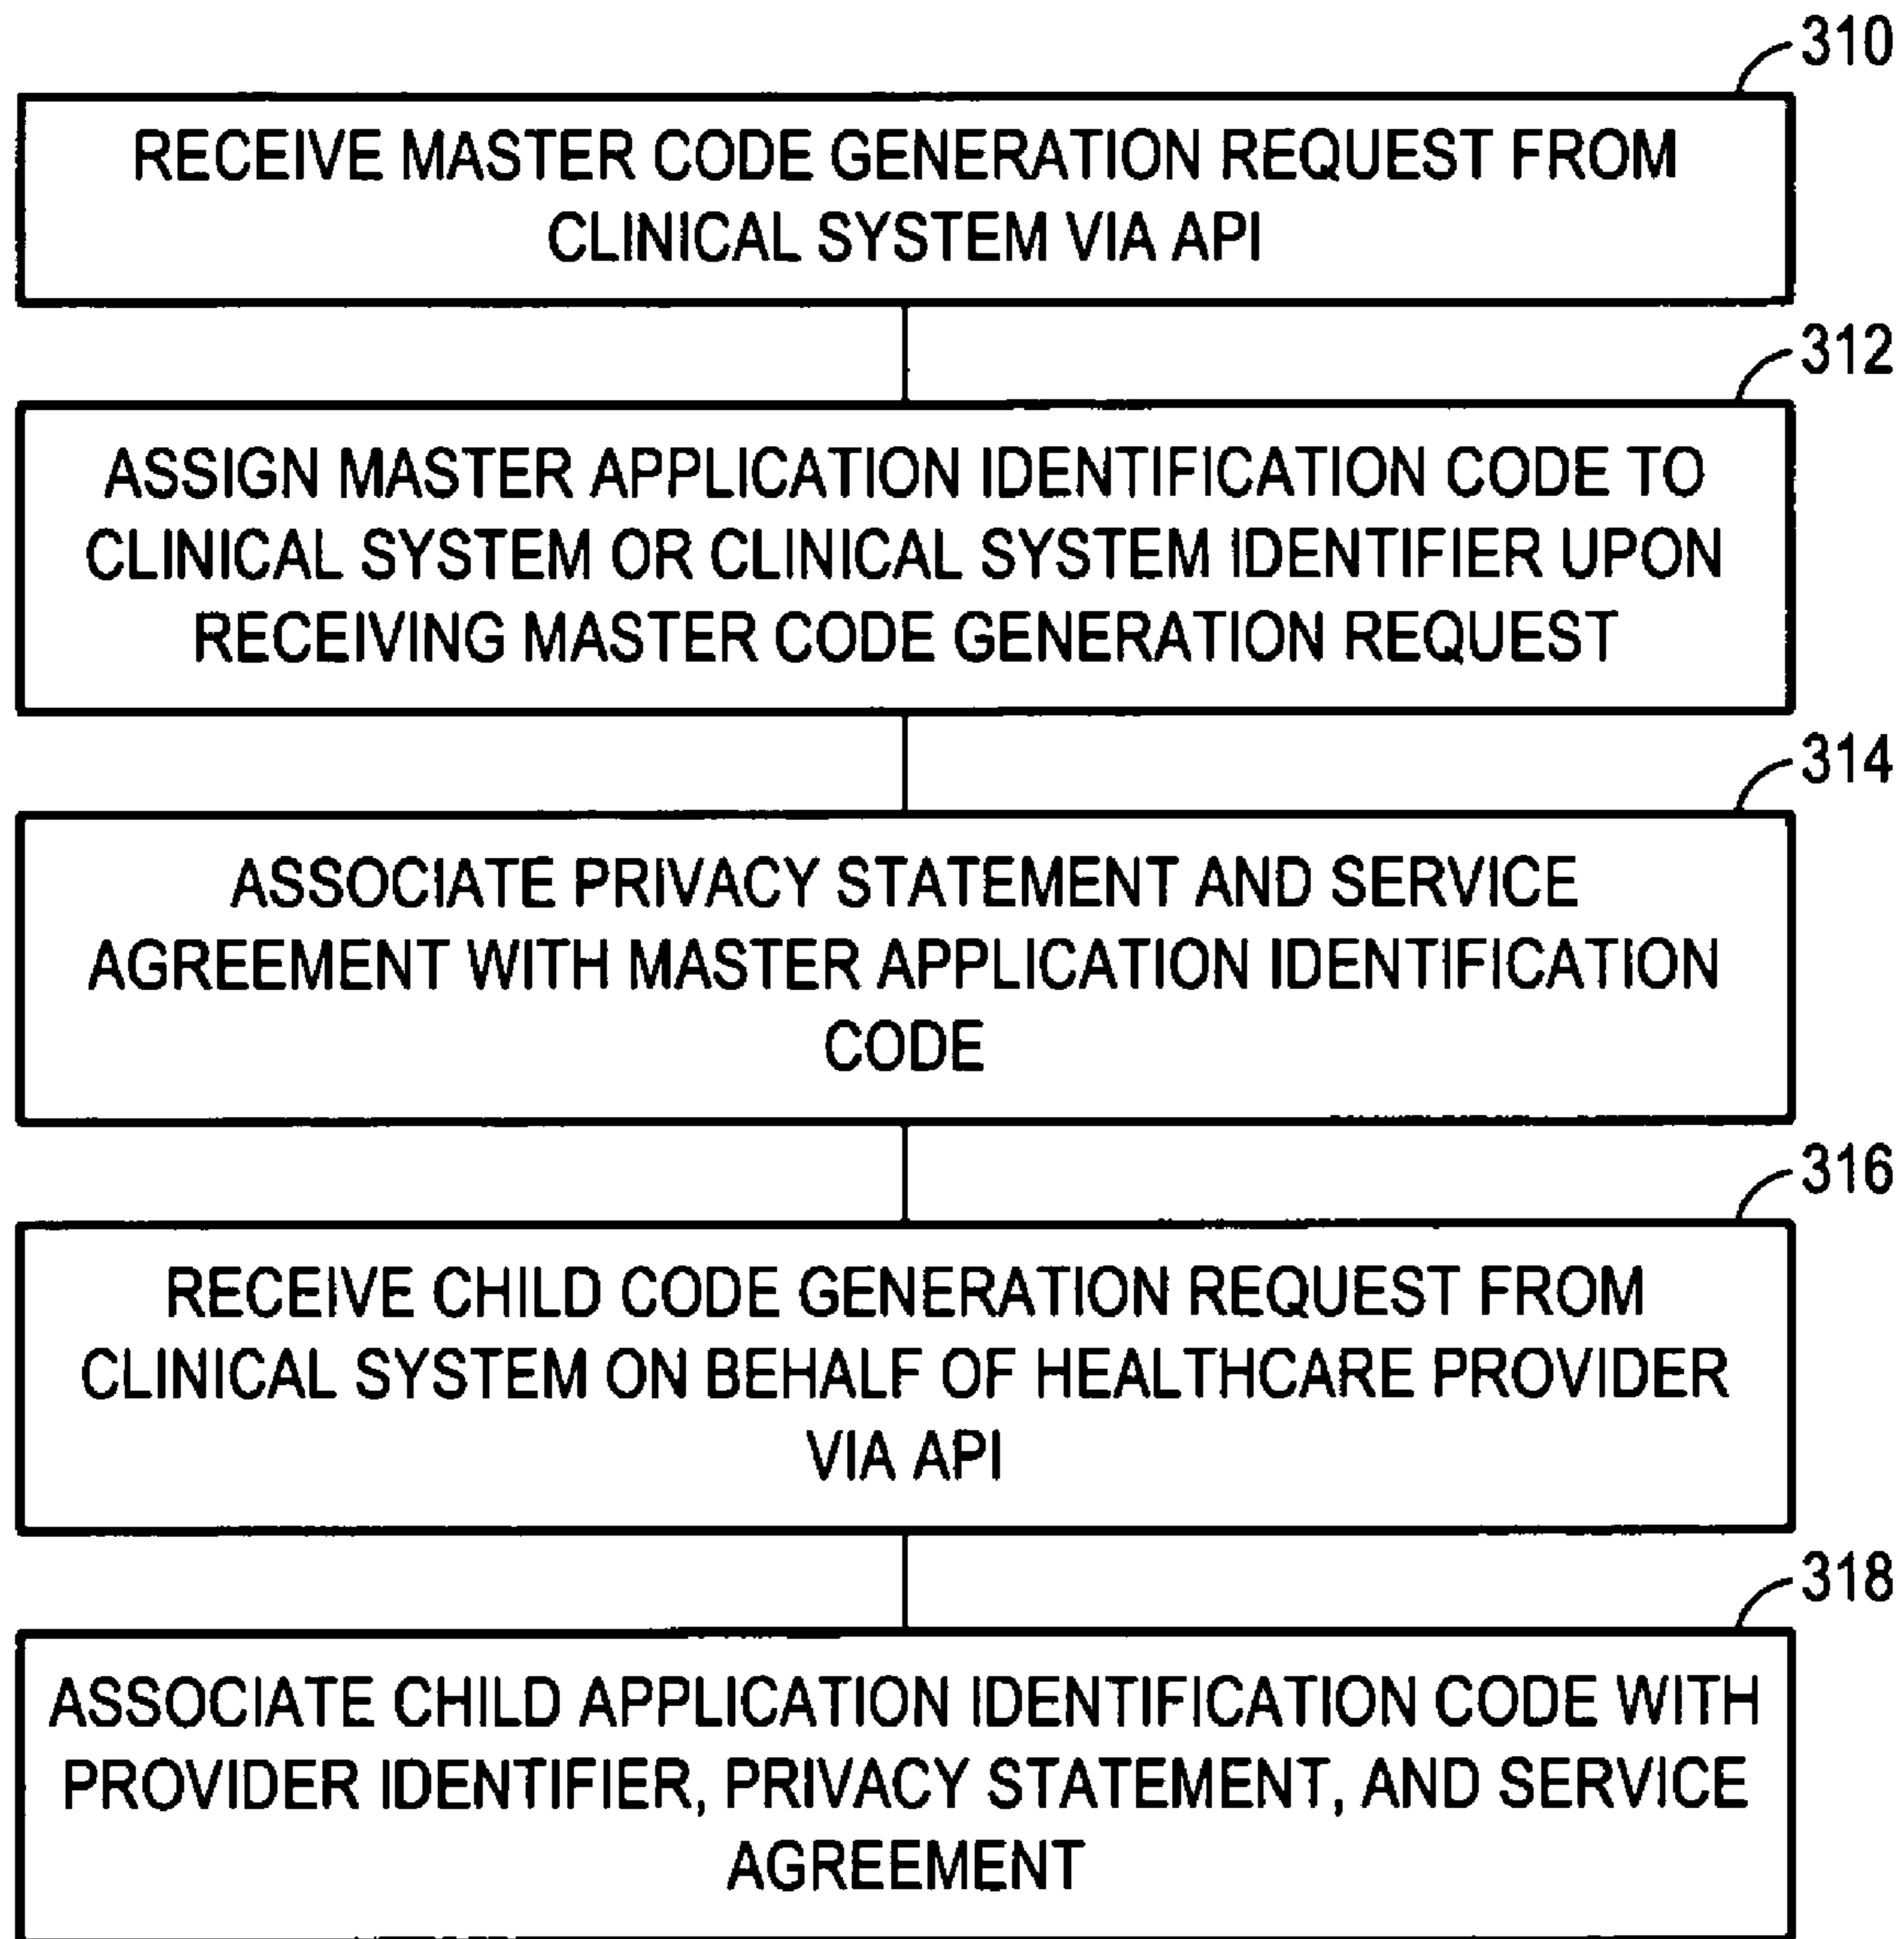 310
RECEIVE MASTER CODE GENERATION REQUEST FROM
CLINICAL SYSTEM VIA API
312
ASSIGN MASTER APPLICATION IDENTIFICATION CODE TO
CLINICAL SYSTEM OR CLINICAL SYSTEM IDENTIFIER UPON
RECEIVING MASTER CODE GENERATION REQUEST
314
ASSOCIATE PRIVACY STATEMENT AND SERVICE
AGREEMENT WITH MASTER APPLICATION IDENTIFICATION
CODE
316
RECEIVE CHILD CODE GENERATION REQUEST FROM
CLINICAL SYSTEM ON BEHALF OF HEALTHCARE PROVIDER
VIA API
318
ASSOCIATE CHILD APPLICATION IDENTIFICATION CODE WITH
PROVIDER IDENTIFIER, PRIVACY STATEMENT, AND SERVICE
AGREEMENT